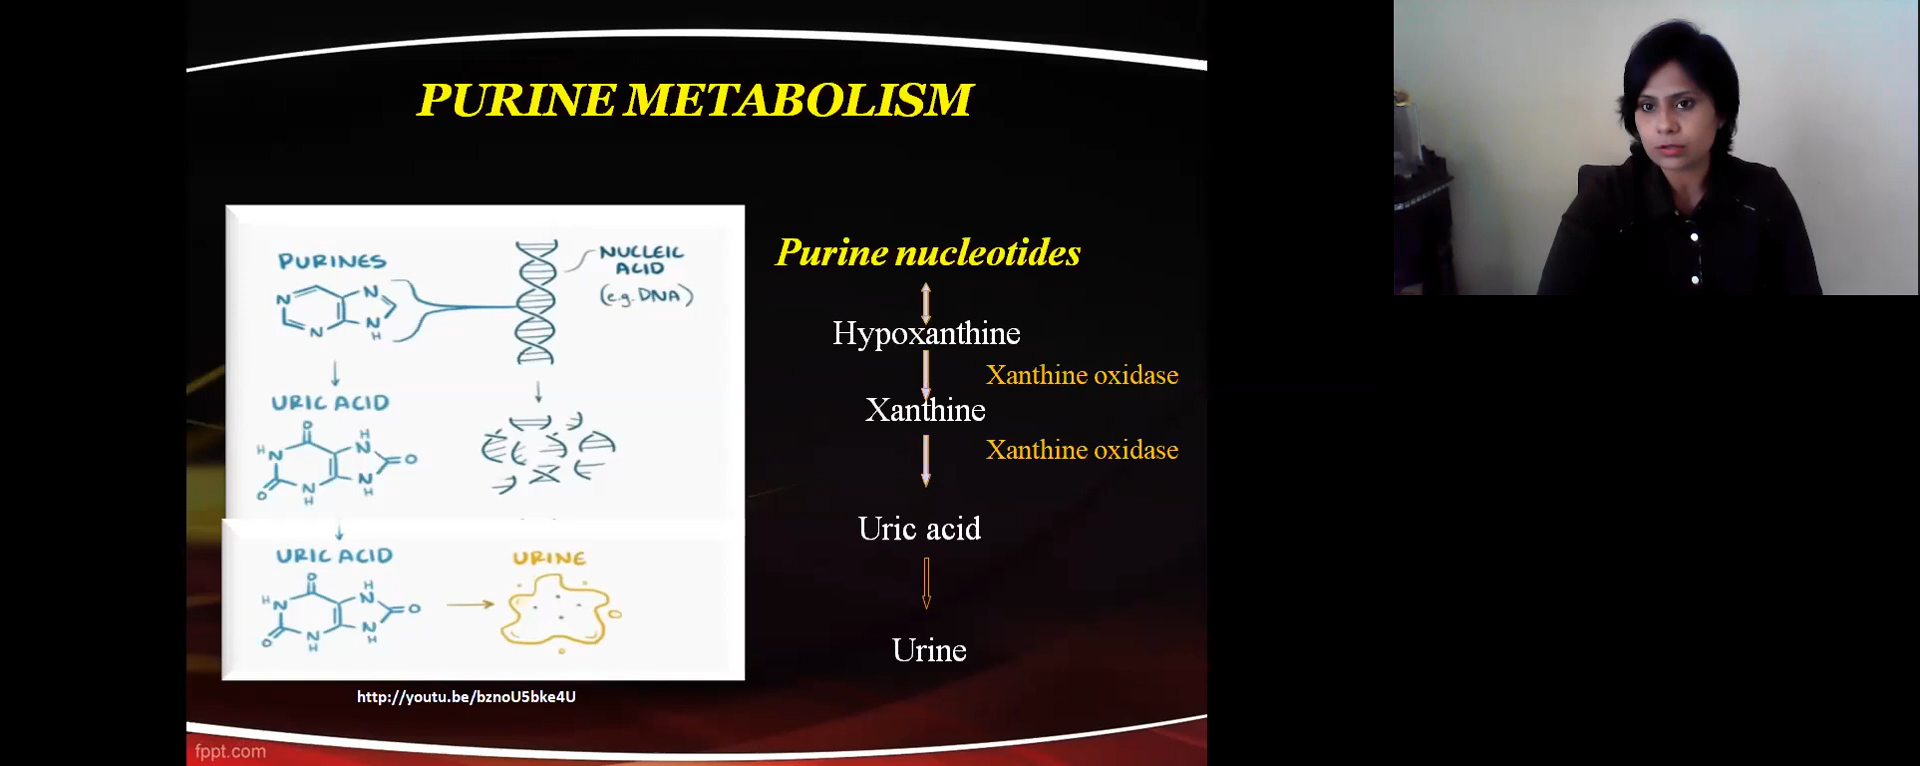 PURINE METABOLISM
PURINES
NUCLEIC
ACID
(e.g. DNA)
N
N
N
N
H
URIC ACID
O
H
H
N
N
O
O
N
H
N
H
URIC ACID
URINE
O
H
H
N
N
O
O
N
H
N
H
http://youtu.be/bznoU5bke4U
Purine nucleotides
Hypoxanthine
Xanthine oxidase
Xanthine
Xanthine oxidase
Uric acid
Urine
fppt.com